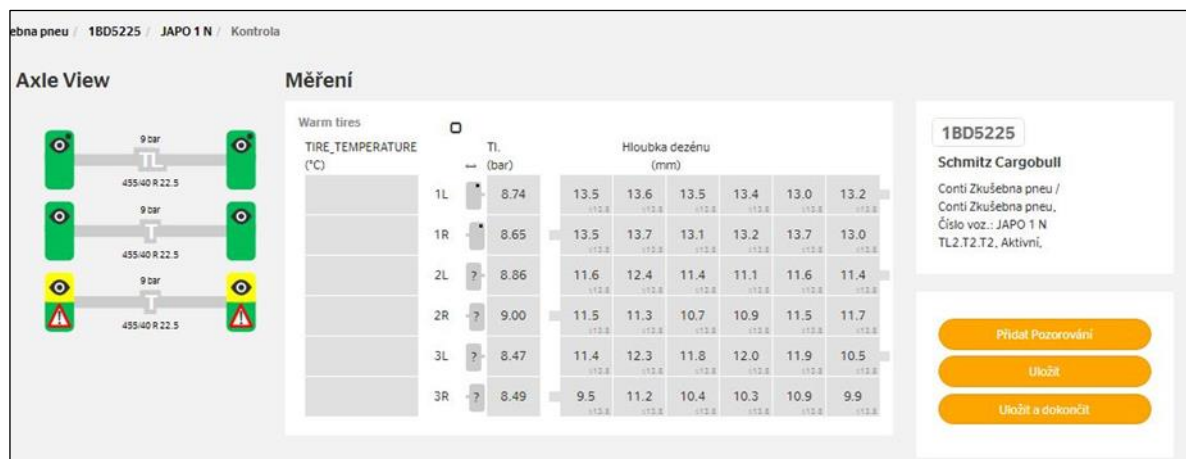 ebna pneu / 1BD5225 / JAPO 1 N / Kontrola
Axle View
9 bar
TL
455/40 R 22.5
9 bar
T
455/40 R 22.5
9 bar
T
455/40 R 22.5
Měření
Warm tires
TIRE_TEMPERATURE Tl. Hloubka dezénu
(°C) (bar) (mm)
1L 8.74 13.5 13.6 13.5 13.4 13.0 13.2
1R 8.65 13.5 13.7 13.1 13.2 13.7 13.0
2L ? 8.86 11.6 12.4 11.4 11.1 11.6 11.4
2R ? 9.00 11.5 11.3 10.7 10.9 11.5 11.7
3L ? 8.47 11.4 12.3 11.8 12.0 11.9 10.5
3R ? 8.49 9.5 11.2 10.4 10.3 10.9 9.9
1BD5225
Schmitz Cargobull
Conti Zkušebna pneu /
Conti Zkušebna pneu,
Číslo voz.: JAPO 1 N
TL2.T2.T2, Aktivní,
Přidat Pozorování
Uložit
Uložit a dokončit